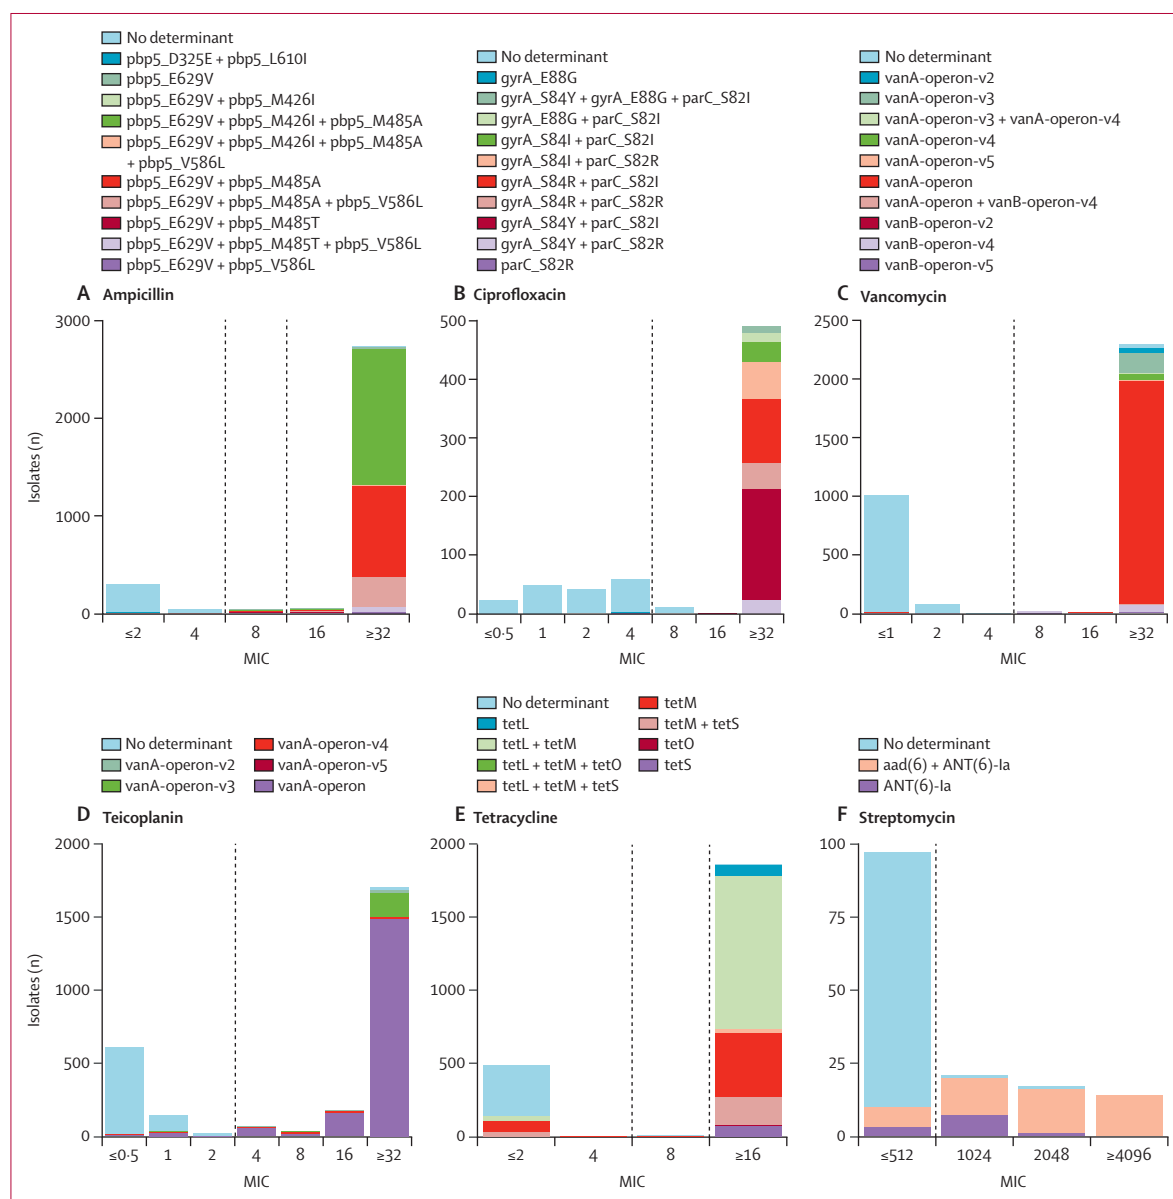 No determinant
pbp5_D325E + pbp5_L610I
pbp5_E629V
pbp5_E629V + pbp5_M426I
pbp5_E629V + pbp5_M426I + pbp5_M485A
pbp5_E629V + pbp5_M426I + pbp5_M485A
+ pbp5_V586L
pbp5_E629V + pbp5_M485A
pbp5_E629V + pbp5_M485A + pbp5_V586L
pbp5_E629V + pbp5_M485T
pbp5_E629V + pbp5_M485T + pbp5_V586L
pbp5_E629V + pbp5_V586L
No determinant
gyrA_E88G
gyrA_S84Y + gyrA_E88G + parC_S82I
gyrA_E88G + parC_S82I
gyrA_S84I + parC_S82I
gyrA_S84I + parC_S82R
gyrA_S84R + parC_S82I
gyrA_S84R + parC_S82R
gyrA_S84Y + parC_S82I
gyrA_S84Y + parC_S82R
parC_S82R
No determinant
vanA-operon-v2
vanA-operon-v3
vanA-operon-v3 + vanA-operon-v4
vanA-operon-v4
vanA-operon-v5
vanA-operon
vanA-operon + vanB-operon-v4
vanB-operon-v2
vanB-operon-v4
vanB-operon-v5
A Ampicillin
3000
2000
1000
0
Isolates (n)
≤2 4 8 16 ≥32
MIC
B Ciprofloxacin
500
400
300
200
100
0
≤0·5 1 2 4 8 16 ≥32
MIC
C Vancomycin
2500
2000
1500
1000
500
0
≤1 2 4 8 16 ≥32
MIC
No determinant
vanA-operon-v2
vanA-operon-v3
vanA-operon-v4
vanA-operon-v5
vanA-operon
No determinant
tetL
tetL + tetM
tetL + tetM + tetO
tetL + tetM + tetS
tetM
tetM + tetS
tetO
tetS
No determinant
aad(6) + ANT(6)-Ia
ANT(6)-Ia
D Teicoplanin
2000
1500
1000
500
0
Isolates (n)
≤0·5 1 2 4 8 16 ≥32
MIC
E Tetracycline
2000
1500
1000
500
0
≤2 4 8 ≥16
MIC
F Streptomycin
100
75
50
25
0
≤512 1024 2048 ≥4096
MIC